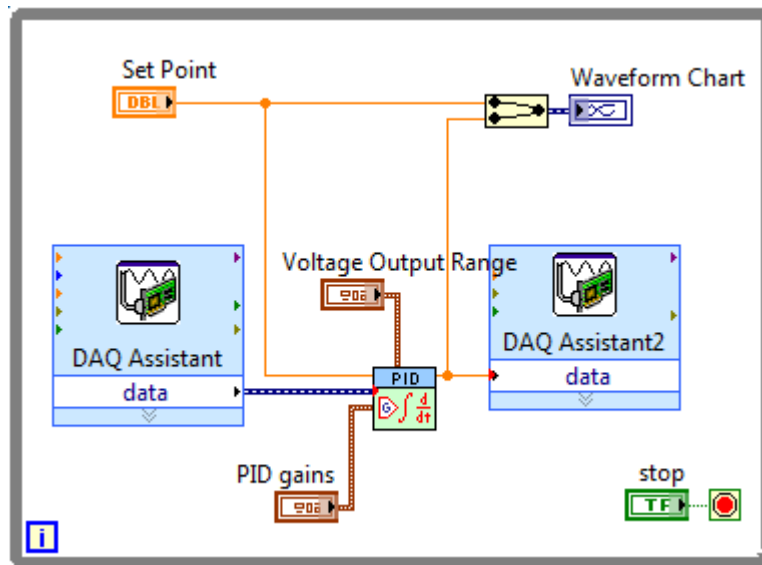 Set Point
DBL
Waveform Chart
Voltage Output Range
DAQ Assistant
data
DAQ Assistant2
data
PID
G
∫ d/dt
PID gains
stop
TF
i